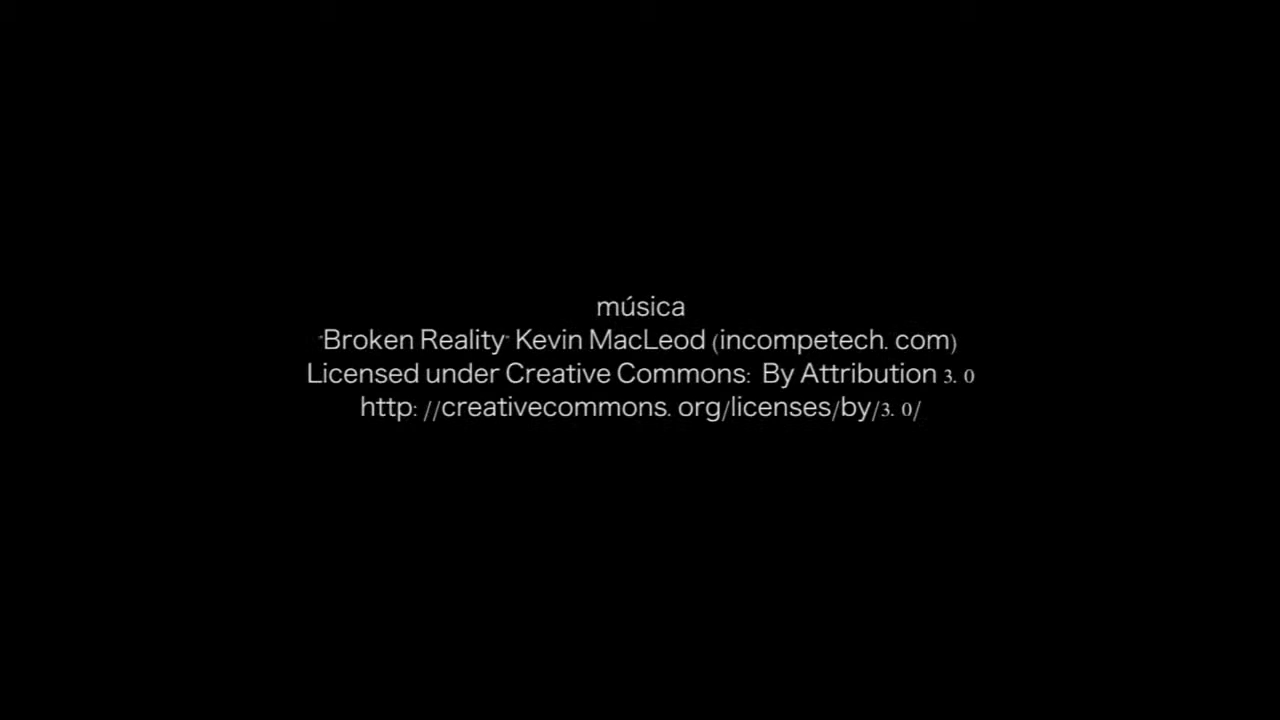 música
"Broken Reality" Kevin MacLeod (incompetech. com)
Licensed under Creative Commons: By Attribution 3. 0
http: //creativecommons. org/licenses/by/3. 0/